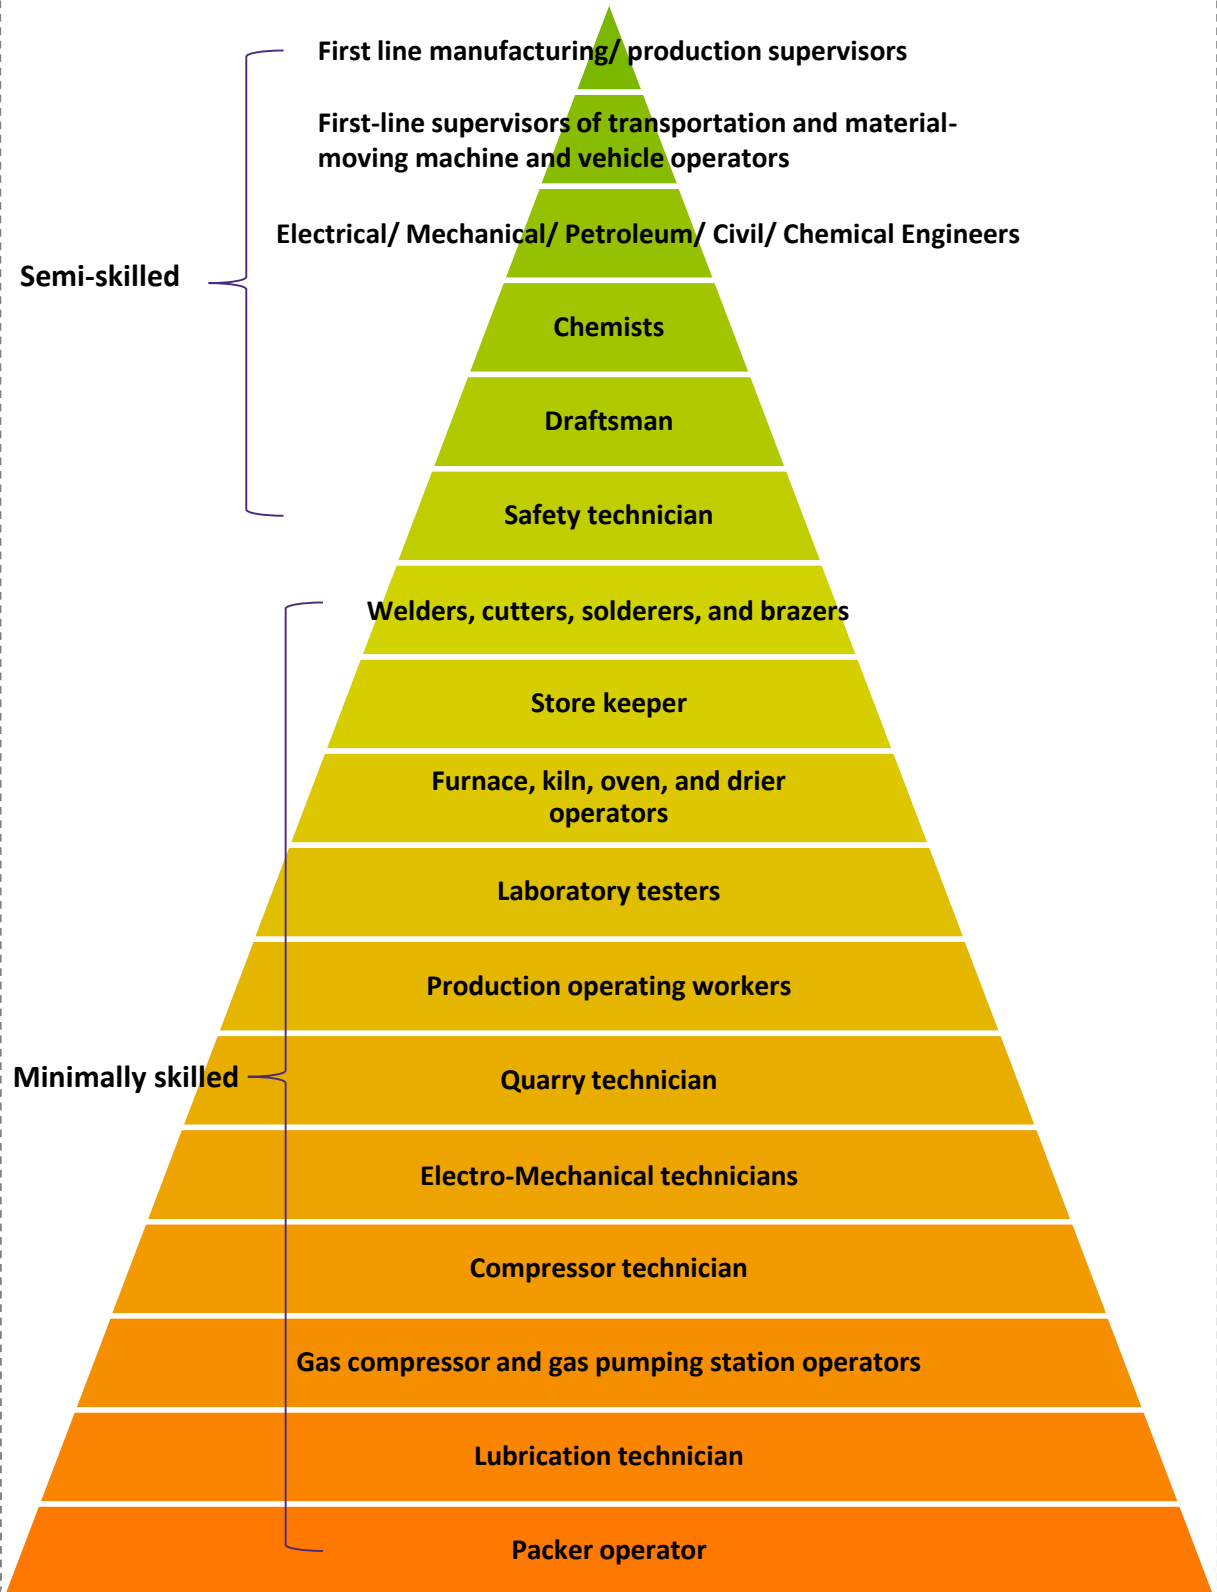 First line manufacturing/ production supervisors
First-line supervisors of transportation and material-
moving machine and vehicle operators
Electrical/ Mechanical/ Petroleum/ Civil/ Chemical Engineers
Semi-skilled
Chemists
Draftsman
Safety technician
Welders, cutters, solderers, and brazers
Store keeper
Furnace, kiln, oven, and drier
operators
Laboratory testers
Production operating workers
Minimally skilled
Quarry technician
Electro-Mechanical technicians
Compressor technician
Gas compressor and gas pumping station operators
Lubrication technician
Packer operator